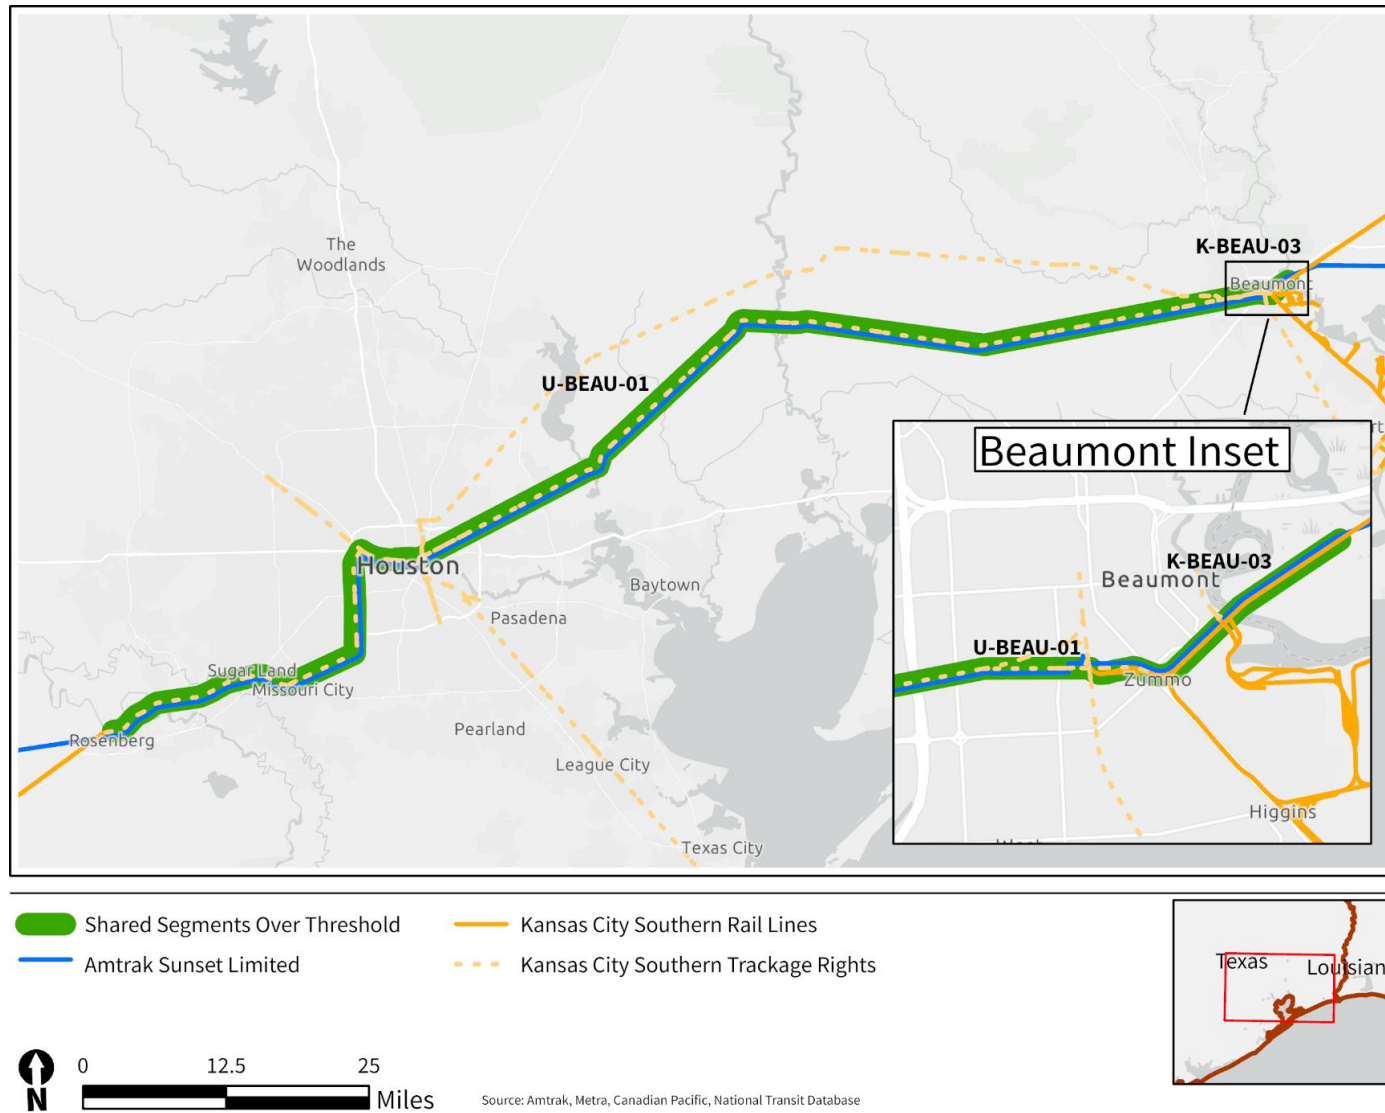 The
Woodlands
K-BEAU-03
Beaumont
U-BEAU-01
Beaumont Inset
K-BEAU-03
Beaumont
U-BEAU-01
Zummo
Higgins
Houston
Baytown
Pasadena
Sugar Land
Missouri City
Pearland
Rosenberg
League City
Texas City
Shared Segments Over Threshold
Kansas City Southern Rail Lines
Amtrak Sunset Limited
Kansas City Southern Trackage Rights
Texas
Louisian
N
0 12.5 25
Miles
Source: Amtrak, Metra, Canadian Pacific, National Transit Database